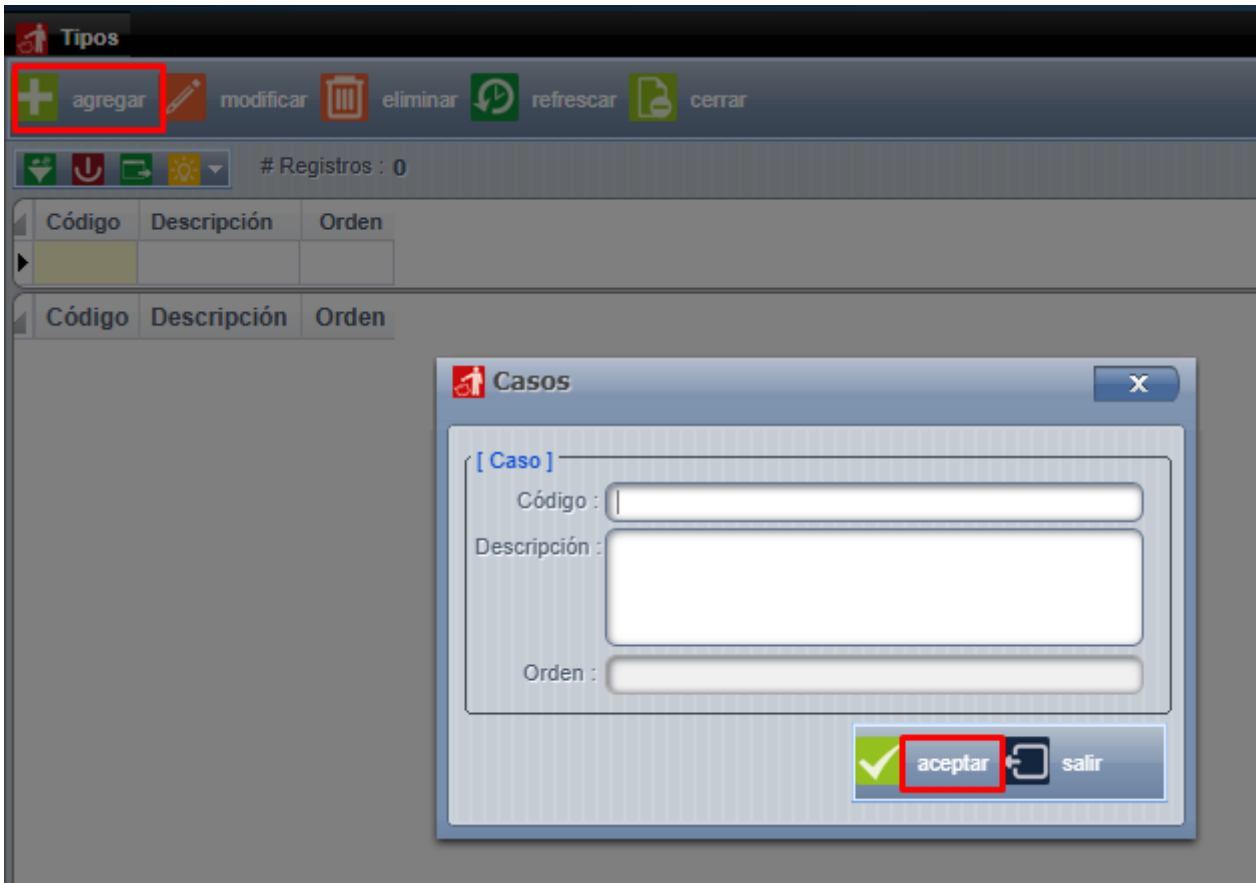 Tipos
agregar modificar eliminar refrescar cerrar
# Registros : 0
Código Descripción Orden
Código Descripción Orden
Casos
x
[ Caso ]
Código :
Descripción :
Orden :
aceptar salir